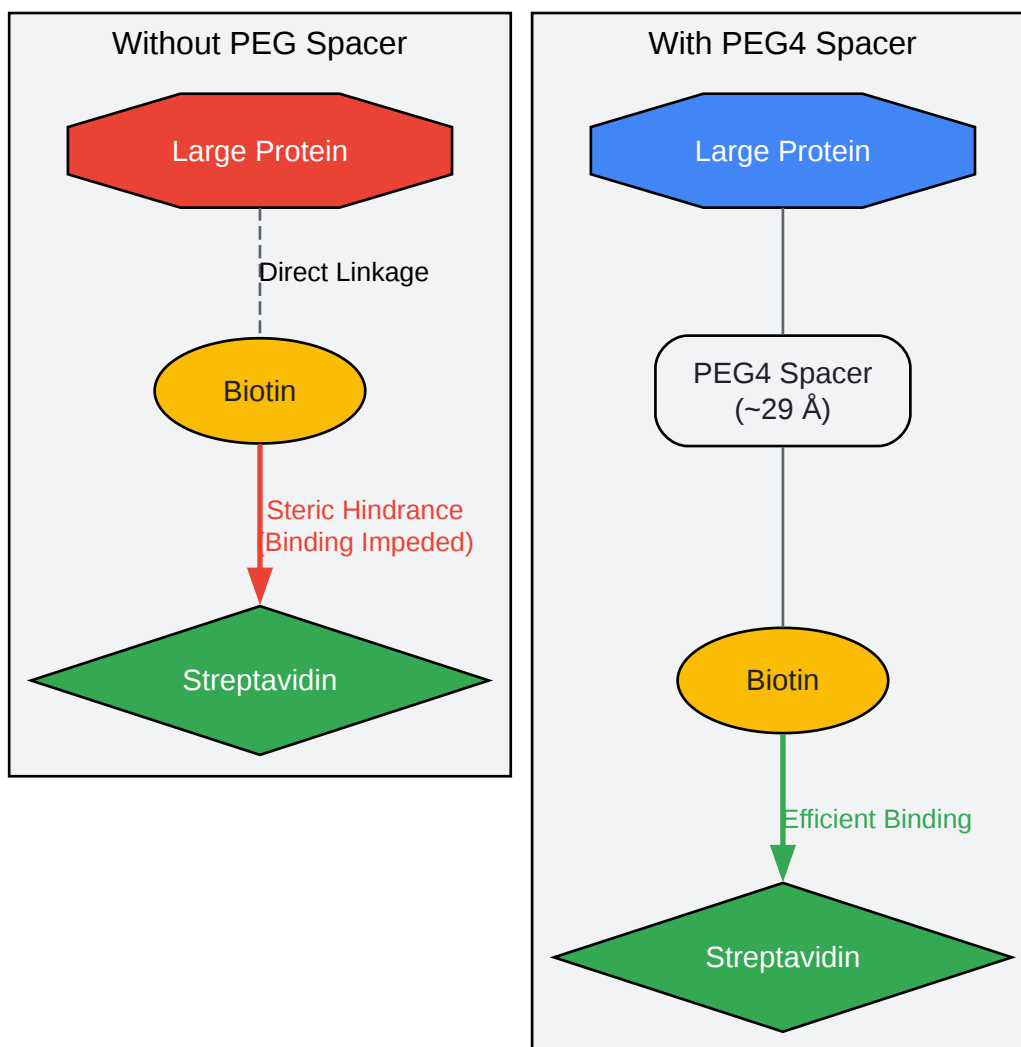 Without PEG Spacer
Large Protein
Direct Linkage
Biotin
Steric Hindrance
(Binding Impeded)
Streptavidin
With PEG4 Spacer
Large Protein
PEG4 Spacer
(~29 Å)
Biotin
Efficient Binding
Streptavidin